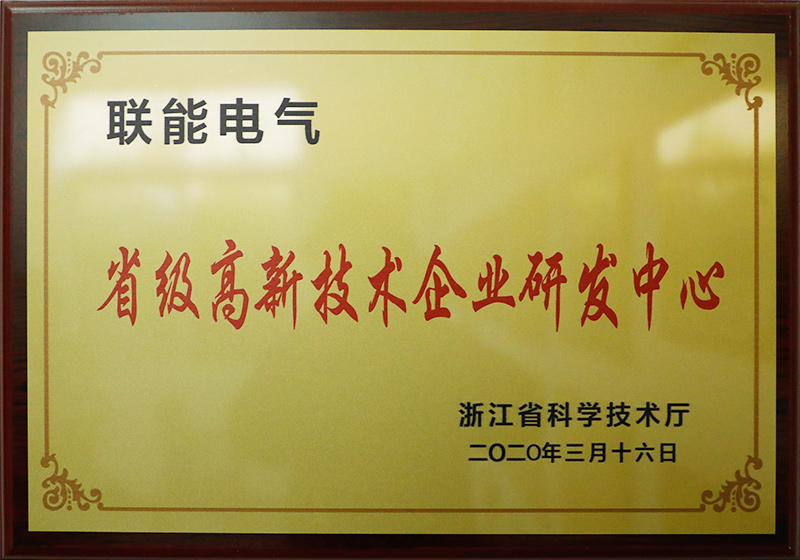 联能电气
省级高新技术企业研发中心
浙江省科学技术厅
二〇二〇年三月十六日